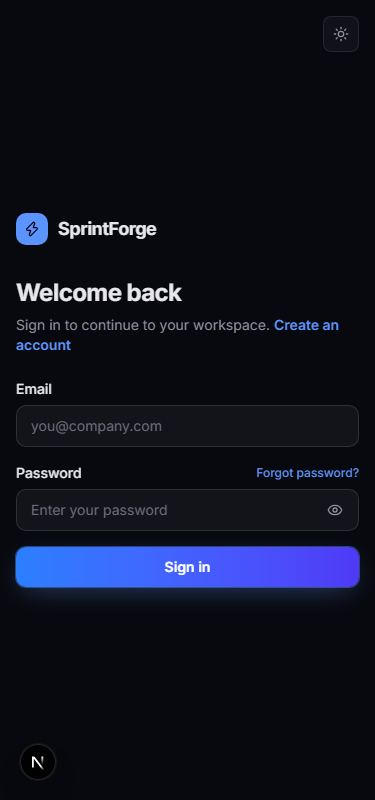 SprintForge
Welcome back
Sign in to continue to your workspace. Create an
account
Email
you@company.com
Password Forgot password?
Enter your password
Sign in
N